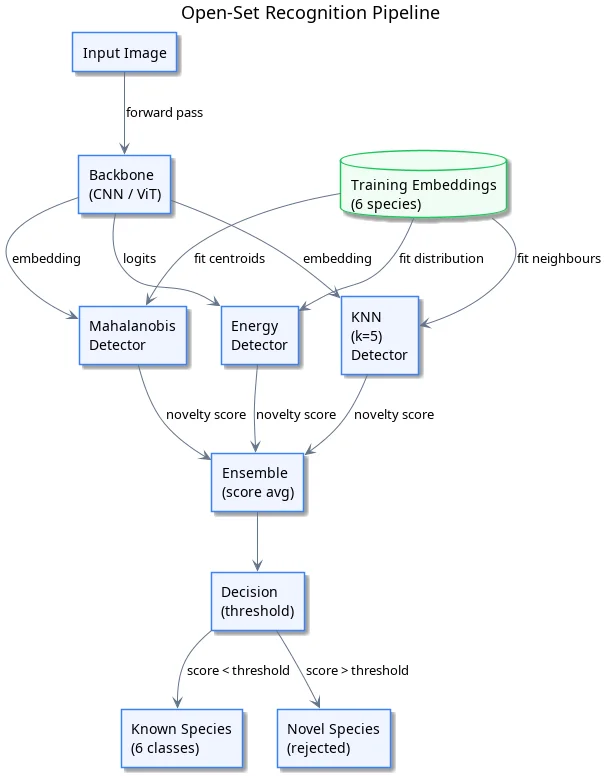 Open-Set Recognition Pipeline
Input Image
forward pass
Backbone
(CNN / ViT)
Training Embeddings
(6 species)
embedding
logits
fit centroids
embedding
fit distribution
fit neighbours
Mahalanobis
Detector
Energy
Detector
KNN
(k=5)
Detector
novelty score
novelty score
novelty score
Ensemble
(score avg)
Decision
(threshold)
score < threshold
score > threshold
Known Species
(6 classes)
Novel Species
(rejected)